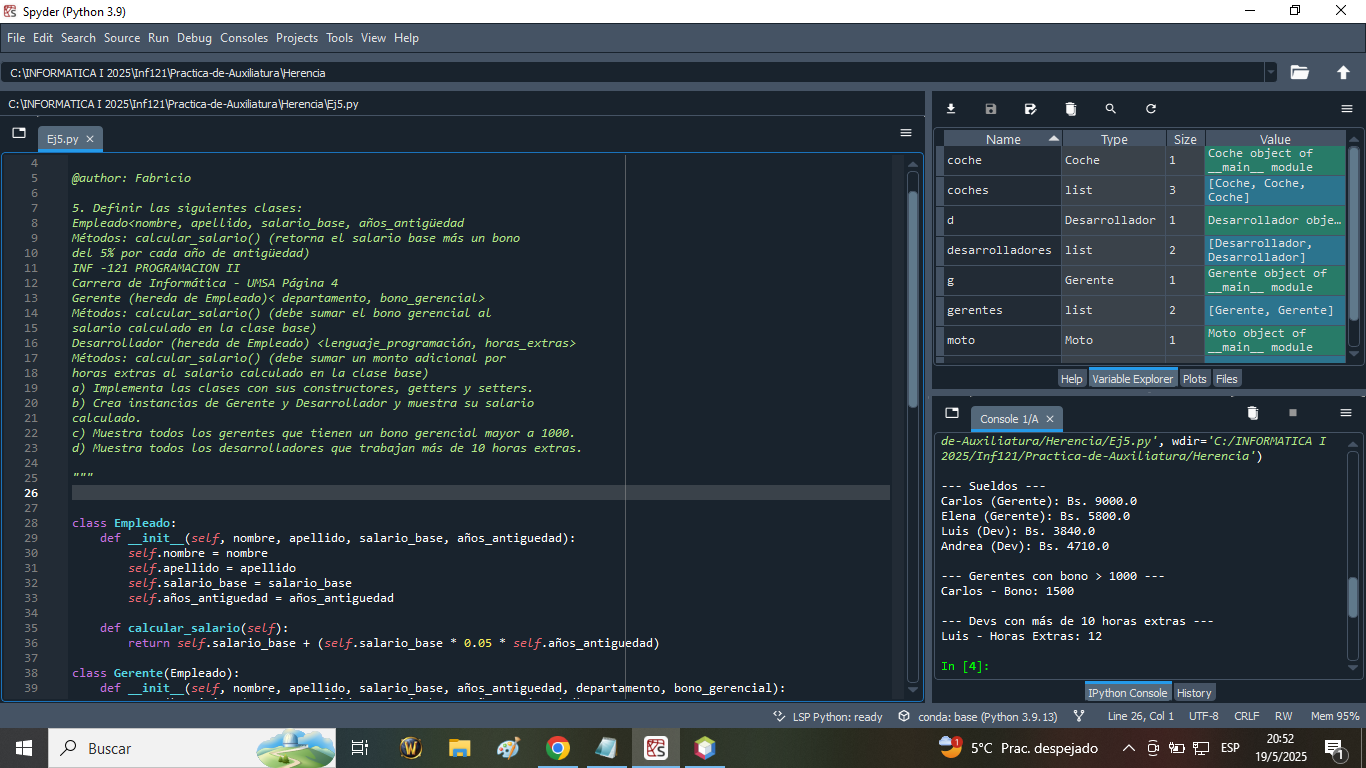 Spyder (Python 3.9)
File Edit Search Source Run Debug Consoles Projects Tools View Help
C:\INFORMATICA I 2025\Inf121\Practica-de-Auxiliatura\Herencia
C:\INFORMATICA I 2025\Inf121\Practica-de-Auxiliatura\Herencia\Ej5.py
Ej5.py
4
5 @author: Fabricio
6
7 5. Definir las siguientes clases:
8 Empleado<nombre, apellido, salario_base, años_antigüedad
9 Métodos: calcular_salario() (retorna el salario base más un bono
10 del 5% por cada año de antigüedad)
11 INF -121 PROGRAMACION II
12 Carrera de Informática - UMSA Página 4
13 Gerente (hereda de Empleado)< departamento, bono_gerencial>
14 Métodos: calcular_salario() (debe sumar el bono gerencial al
15 salario calculado en la clase base)
16 Desarrollador (hereda de Empleado) <lenguaje_programación, horas_extras>
17 Métodos: calcular_salario() (debe sumar un monto adicional por
18 horas extras al salario calculado en la clase base)
19 a) Implementa las clases con sus constructores, getters y setters.
20 b) Crea instancias de Gerente y Desarrollador y muestra su salario
21 calculado.
22 c) Muestra todos los gerentes que tienen un bono gerencial mayor a 1000.
23 d) Muestra todos los desarrolladores que trabajan más de 10 horas extras.
24
25 """
26
27
28 class Empleado:
29 def __init__(self, nombre, apellido, salario_base, años_antiguedad):
30 self.nombre = nombre
31 self.apellido = apellido
32 self.salario_base = salario_base
33 self.años_antiguedad = años_antiguedad
34
35 def calcular_salario(self):
36 return self.salario_base + (self.salario_base * 0.05 * self.años_antiguedad)
37
38 class Gerente(Empleado):
39 def __init__(self, nombre, apellido, salario_base, años_antiguedad, departamento, bono_gerencial):
Name Type Size Value
coche Coche 1 Coche object of
__main__ module
coches list 3 [Coche, Coche,
Coche]
d Desarrollador 1 Desarrollador obje…
desarrolladores list 2 [Desarrollador,
Desarrollador]
g Gerente 1 Gerente object of
__main__ module
gerentes list 2 [Gerente, Gerente]
moto Moto 1 Moto object of
__main__ module
Help Variable Explorer Plots Files
Console 1/A
de-Auxiliatura/Herencia/Ej5.py', wdir='C:/INFORMATICA I
2025/Inf121/Practica-de-Auxiliatura/Herencia')
--- Sueldos ---
Carlos (Gerente): Bs. 9000.0
Elena (Gerente): Bs. 5800.0
Luis (Dev): Bs. 3840.0
Andrea (Dev): Bs. 4710.0
--- Gerentes con bono > 1000 ---
Carlos - Bono: 1500
--- Devs con más de 10 horas extras ---
Luis - Horas Extras: 12
In [4]:
IPython Console History
LSP Python: ready conda: base (Python 3.9.13) Line 26, Col 1 UTF-8 CRLF RW Mem 95%
Buscar
1
5°C Prac. despejado
ESP
20:52
19/5/2025
1